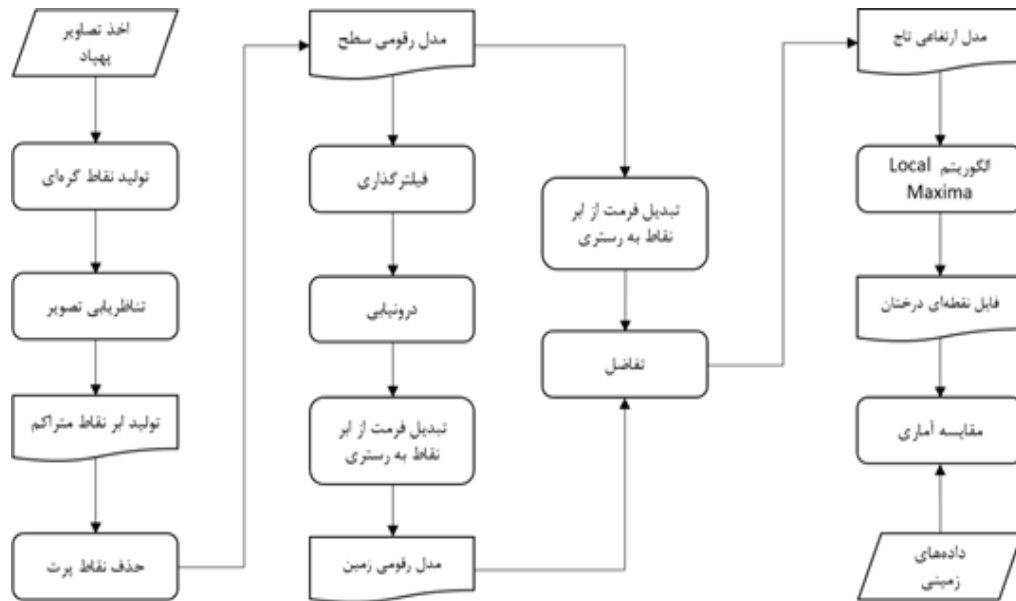 اخذ تصاویر
پهپاد
تولید نقاط گره‌ای
تناظریابی تصویر
تولید ابر نقاط متراکم
حذف نقاط پرت
مدل رقومی سطح
فیلترگذاری
درونیابی
تبدیل فرمت از ابر
نقاط به رستری
مدل رقومی زمین
تبدیل فرمت از ابر
نقاط به رستری
تفاضل
مدل ارتفاعی تاج
الگوریتم Local
Maxima
فایل نقطه‌ای درختان
مقایسه آماری
داده‌های
زمینی